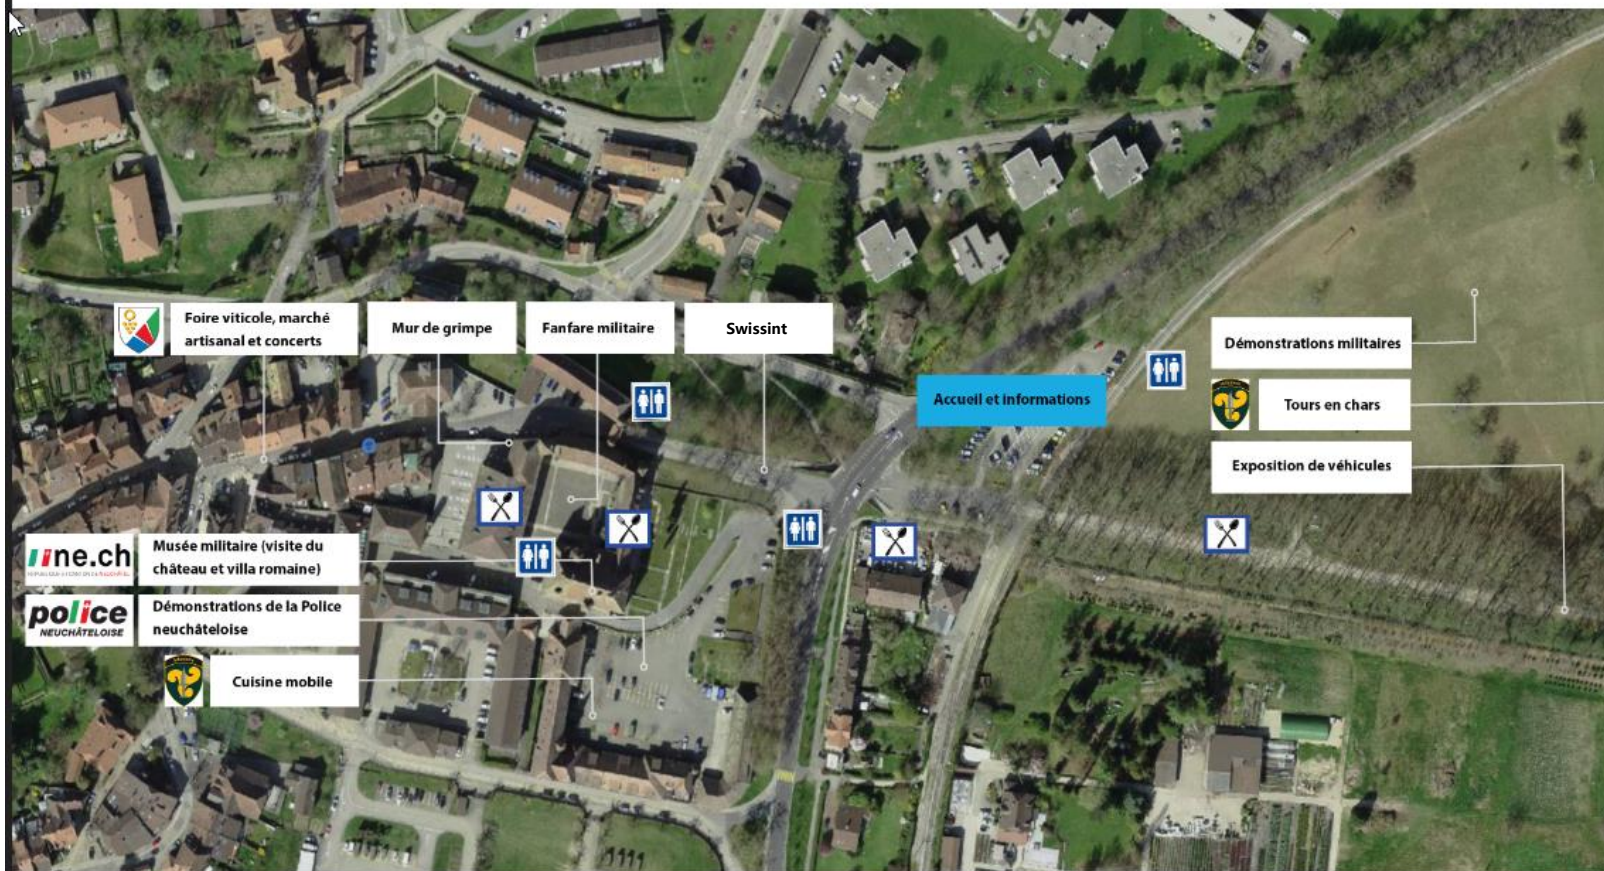 Foire viticole, marché
artisanal et concerts
Mur de grimpe
Fanfare militaire
Swissint
Accueil et informations
Démonstrations militaires
Tours en chars
Exposition de véhicules
ne.ch
Musée militaire (visite du
château et villa romaine)
police
NEUCHÂTELOISE
Démonstrations de la Police
neuchâteloise
Cuisine mobile